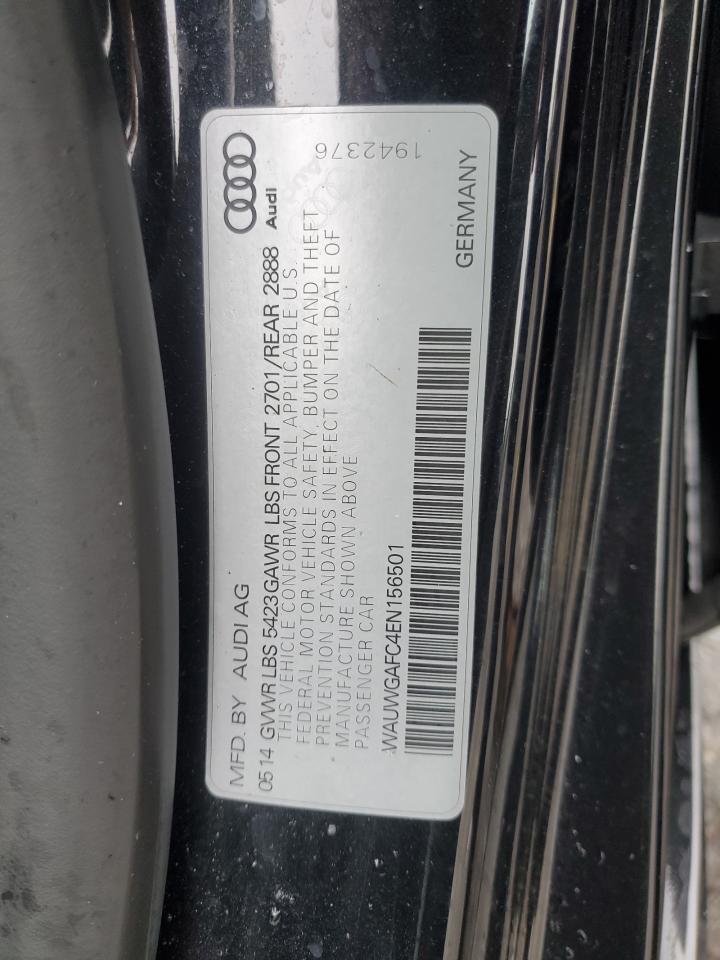 MFD. BY AUDI AG
0514 GVWR LBS 5423 GAWR LBS FRONT 2701/REAR 2888
Audi
THIS VEHICLE CONFORMS TO ALL APPLICABLE U.S.
FEDERAL MOTOR VEHICLE SAFETY, BUMPER AND THEFT
PREVENTION STANDARDS IN EFFECT ON THE DATE OF
MANUFACTURE SHOWN ABOVE
PASSENGER CAR
1942376
WAUWGAFC4EN156501
GERMANY